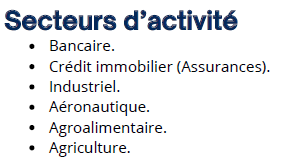 Secteurs d'activité
• Bancaire.
• Crédit immobilier (Assurances).
• Industriel.
• Aéronautique.
• Agroalimentaire.
• Agriculture.